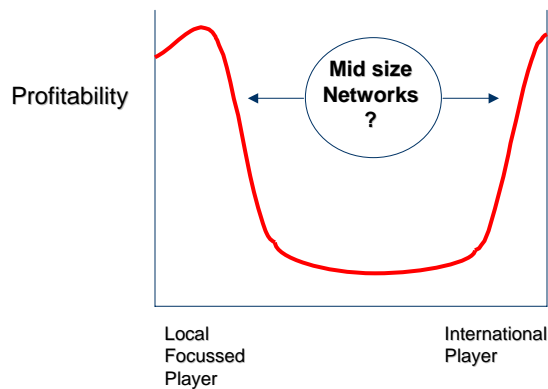 Mid size
Networks
?
Profitability
Local
Focussed
Player
International
Player